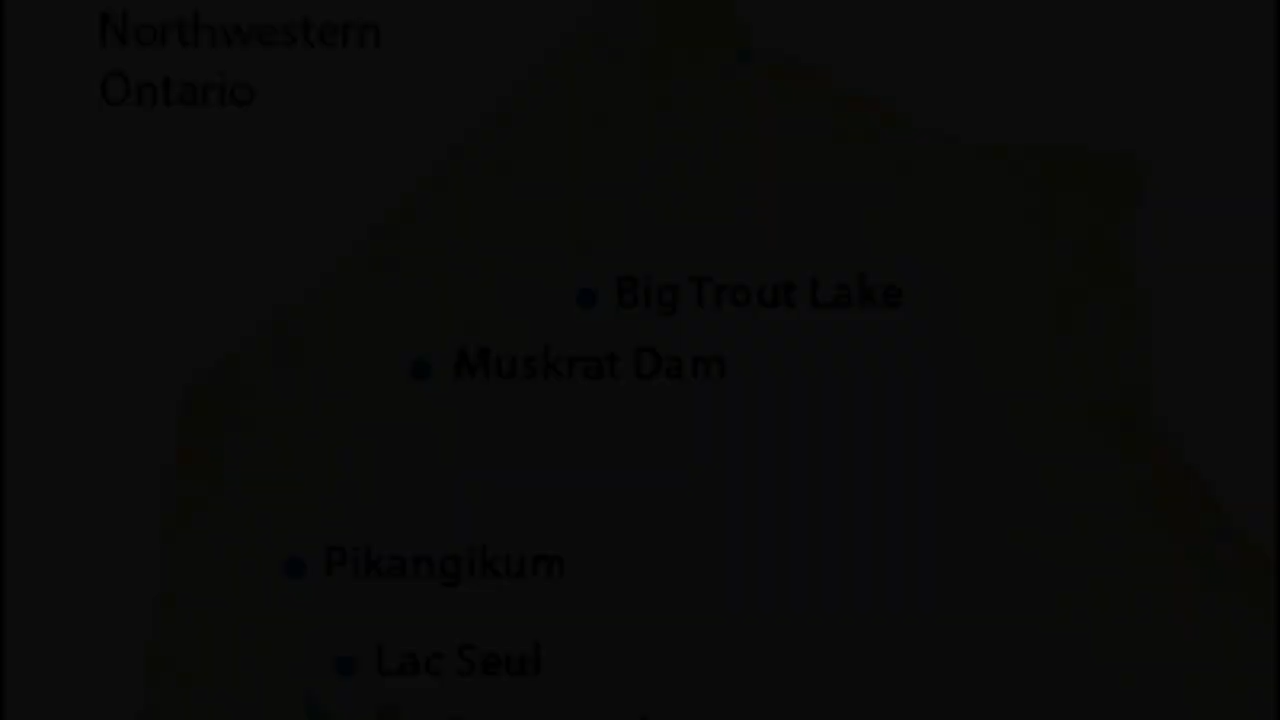 Northwestern
Ontario
Big Trout Lake
Muskrat Dam
Pikangikum
Lac Seul